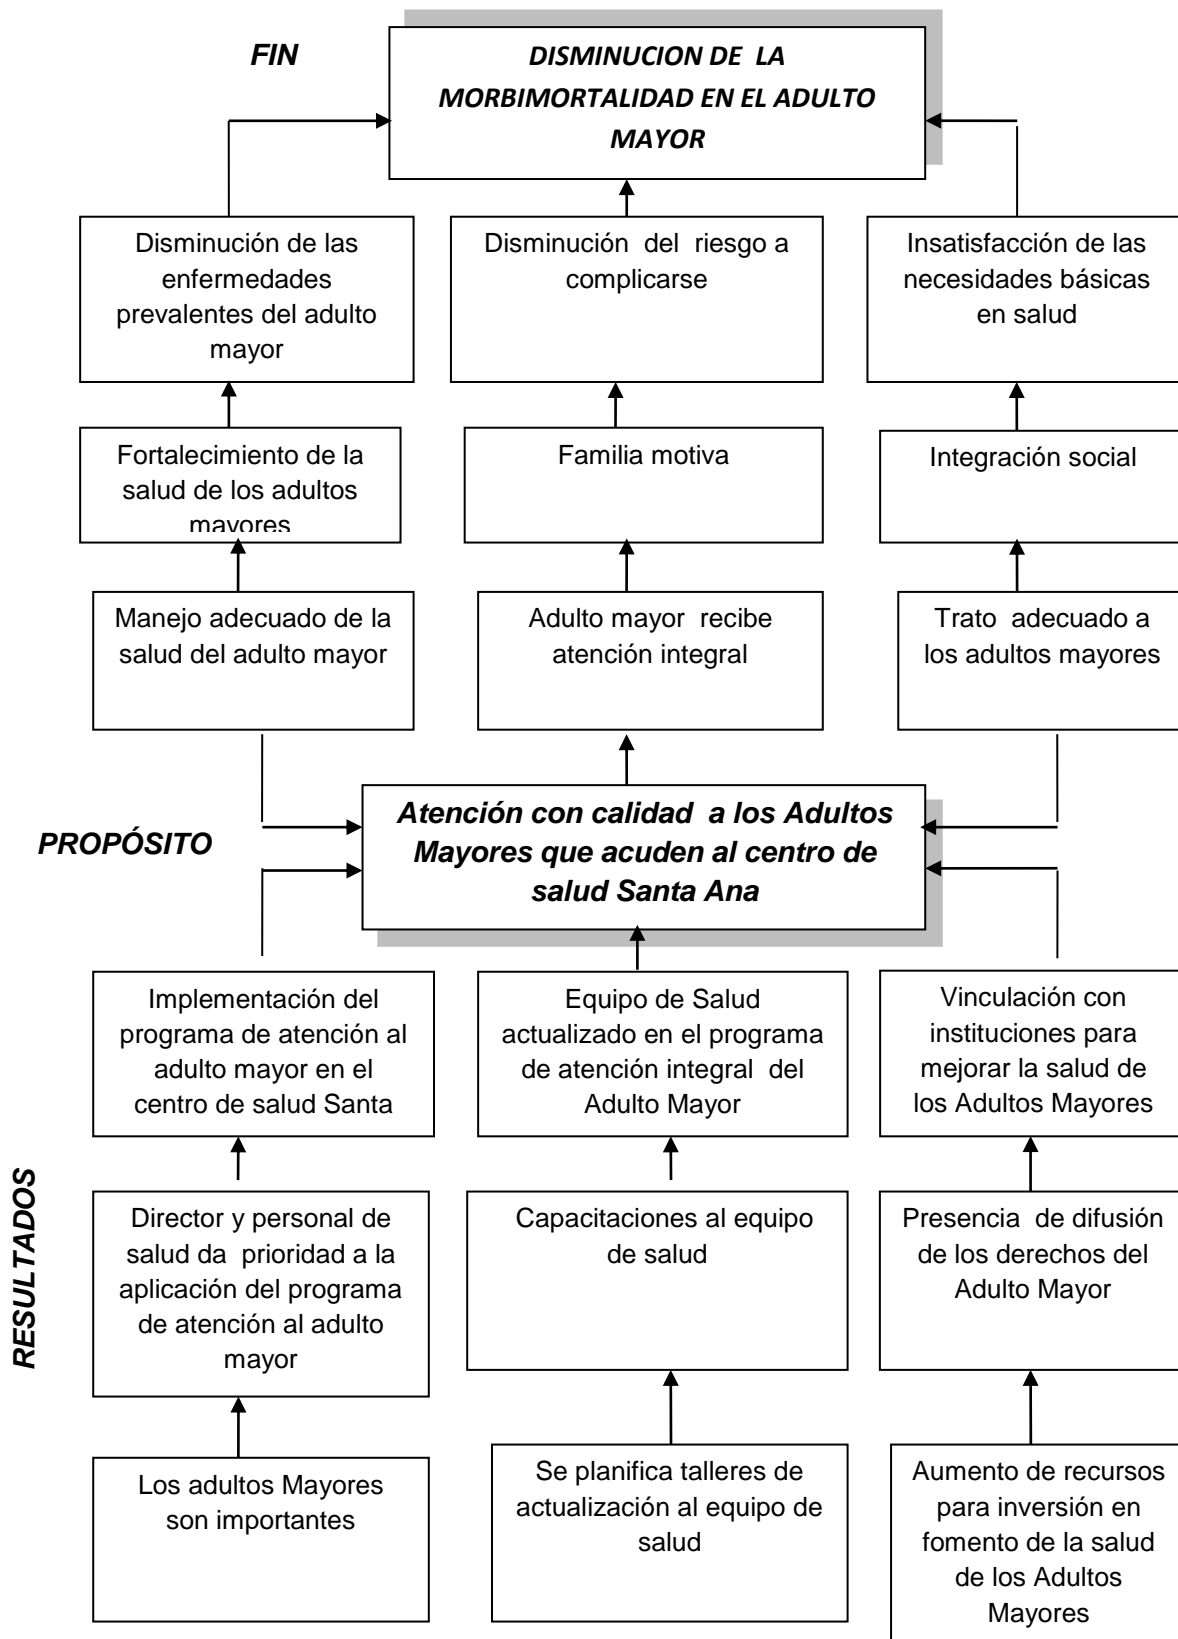 FIN
DISMINUCION DE LA
MORBIMORTALIDAD EN EL ADULTO
MAYOR
Disminución de las
enfermedades
prevalentes del adulto
mayor
Disminución del riesgo a
complicarse
Insatisfacción de las
necesidades básicas
en salud
Fortalecimiento de la
salud de los adultos
mayores
Familia motiva
Integración social
Manejo adecuado de la
salud del adulto mayor
Adulto mayor recibe
atención integral
Trato adecuado a
los adultos mayores
PROPÓSITO
Atención con calidad a los Adultos
Mayores que acuden al centro de
salud Santa Ana
Implementación del
programa de atención al
adulto mayor en el
centro de salud Santa
Equipo de Salud
actualizado en el programa
de atención integral del
Adulto Mayor
Vinculación con
instituciones para
mejorar la salud de
los Adultos Mayores
RESULTADOS
Director y personal de
salud da prioridad a la
aplicación del programa
de atención al adulto
mayor
Capacitaciones al equipo
de salud
Presencia de difusión
de los derechos del
Adulto Mayor
Los adultos Mayores
son importantes
Se planifica talleres de
actualización al equipo de
salud
Aumento de recursos
para inversión en
fomento de la salud
de los Adultos
Mayores